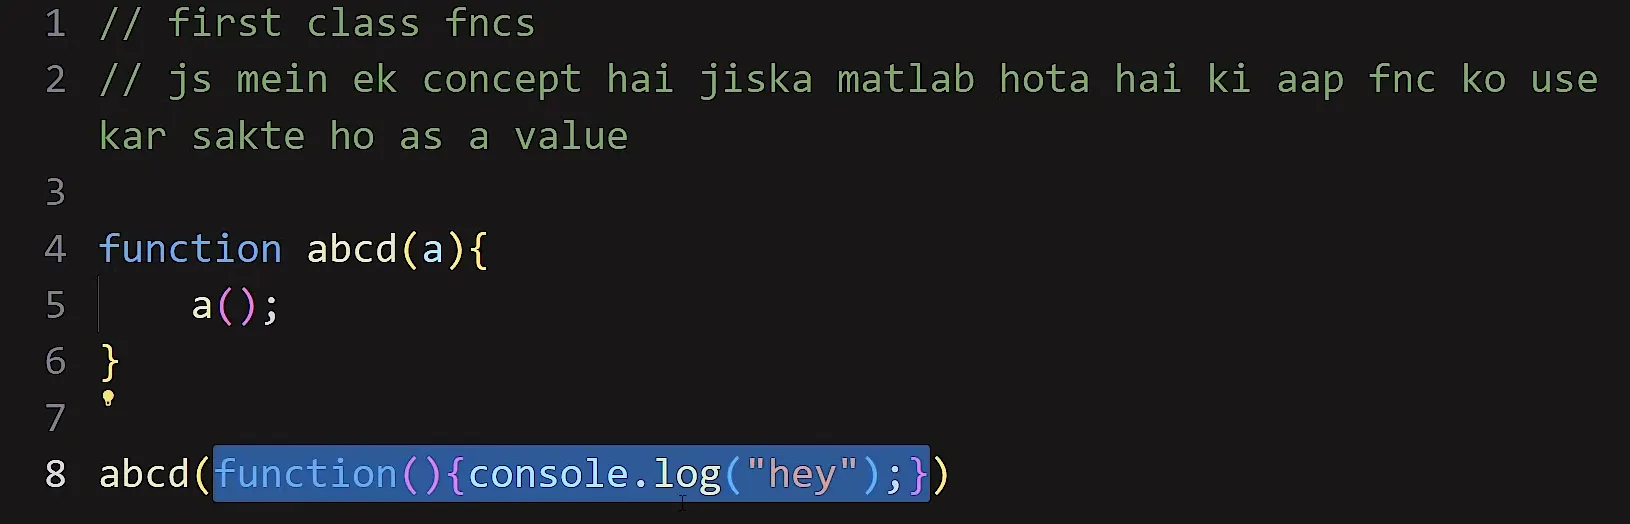 1 // first class fncs
2 // js mein ek concept hai jiska matlab hota hai ki aap fnc ko use
kar sakte ho as a value
3
4 function abcd(a){
5     a();
6 }
7
8 abcd(function(){console.log("hey");})